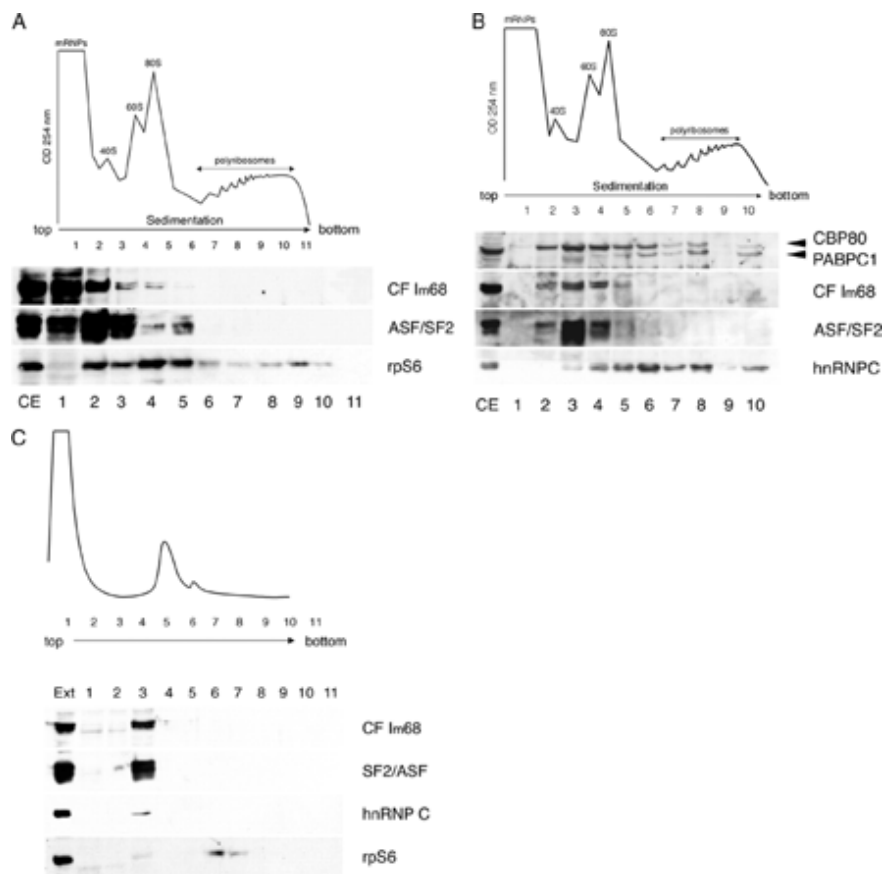 A
mRNPs
80S
60S
40S
OD 254 nm
polyribosomes
Sedimentation
top bottom
1 2 3 4 5 6 7 8 9 10 11
CF Im68
ASF/SF2
rpS6
CE 1 2 3 4 5 6 7 8 9 10 11
B
mRNPs
80S
60S
40S
OD 254 nm
polyribosomes
Sedimentation
top bottom
1 2 3 4 5 6 7 8 9 10
CBP80
PABPC1
CF Im68
ASF/SF2
hnRNPC
CE 1 2 3 4 5 6 7 8 9 10
C
1 2 3 4 5 6 7 8 9 10 11
top bottom
Ext 1 2 3 4 5 6 7 8 9 10 11
CF Im68
SF2/ASF
hnRNP C
rpS6